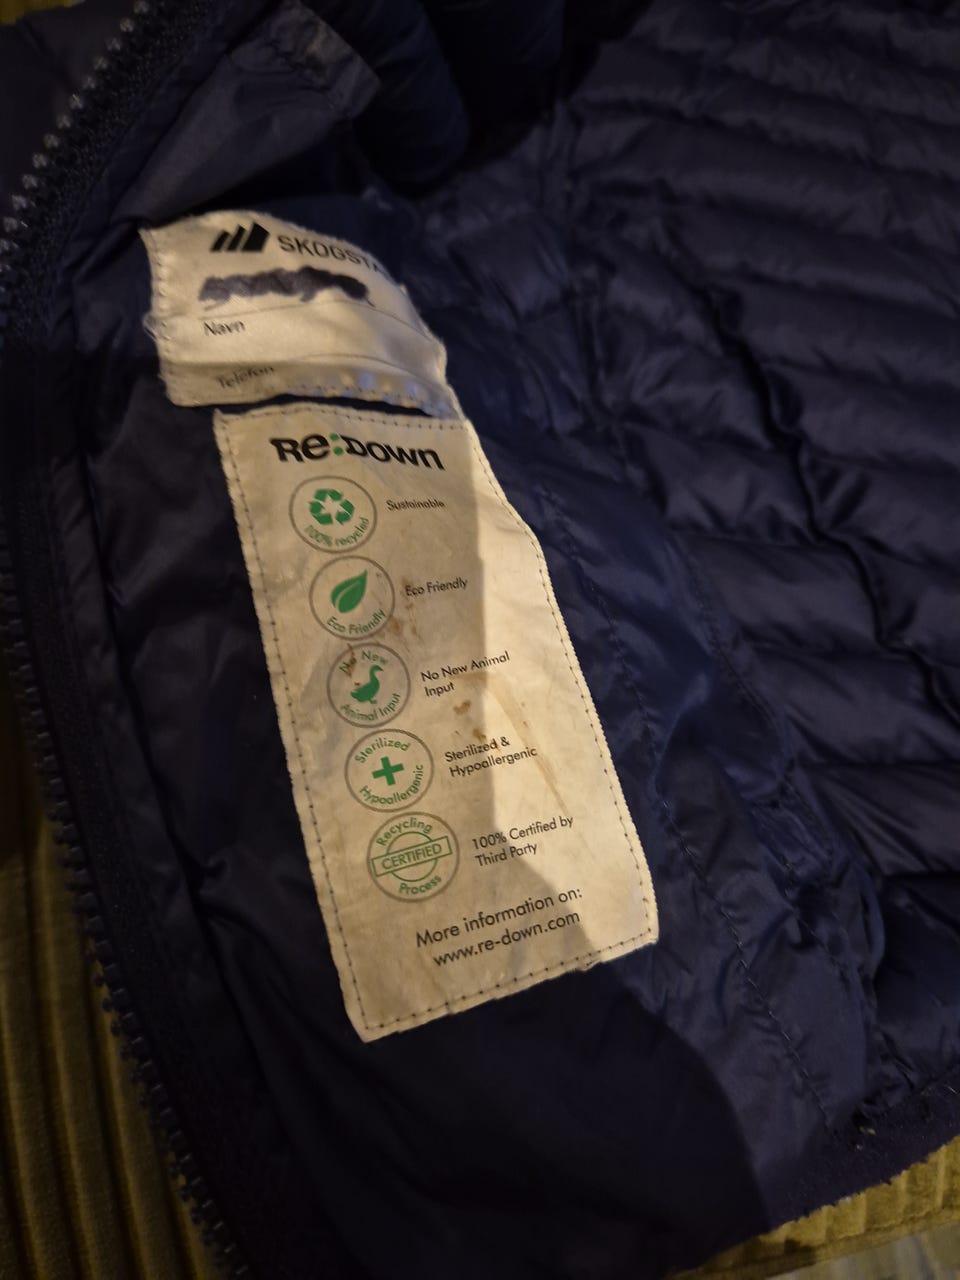 Navn
Telefon
Re:Down
100% recycled
Sustainable
Eco Friendly
Eco Friendly
No New
Animal Input
No New Animal
Input
Sterilized
Hypoallergenic
Sterilized &
Hypoallergenic
Recycling
CERTIFIED
Process
100% Certified by
Third Party
More information on:
www.re-down.com